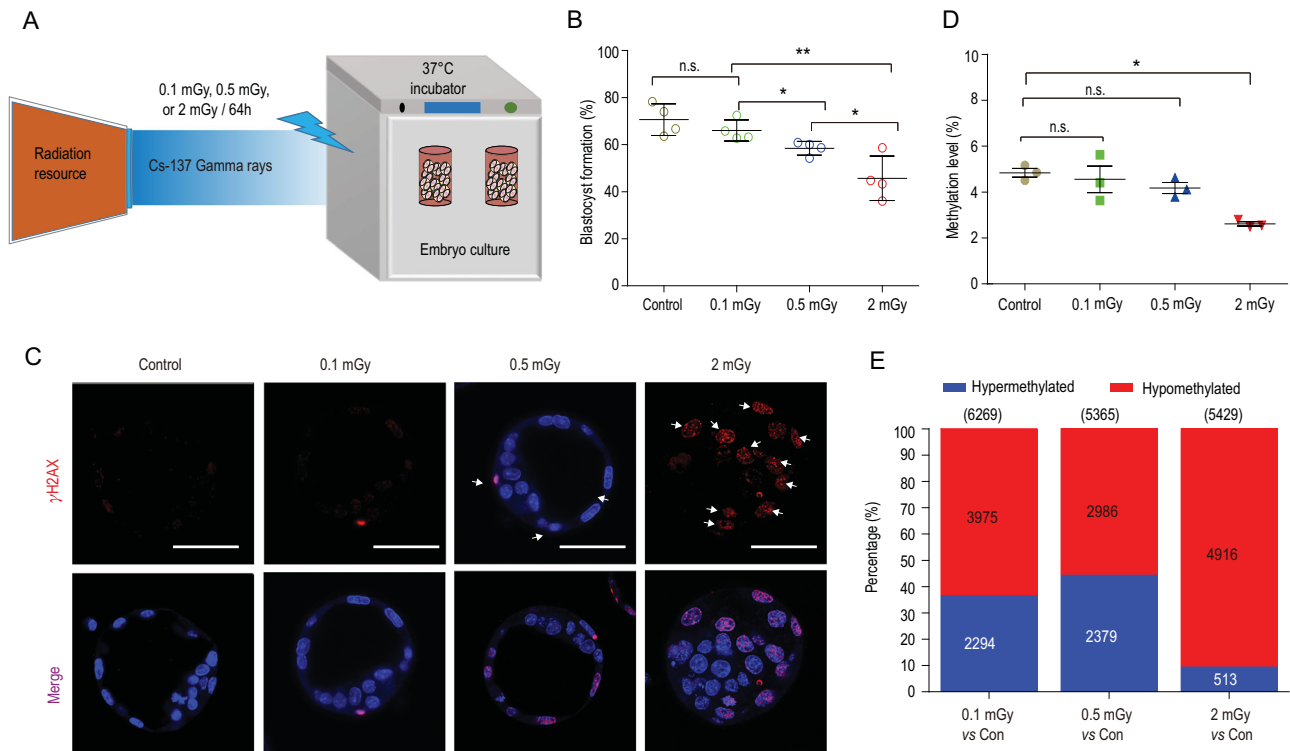 A
0.1 mGy, 0.5 mGy,
or 2 mGy / 64h
Radiation
resource
Cs-137 Gamma rays
37°C
incubator
Embryo culture
B
Blastocyst formation (%)
100
80
60
40
20
0
n.s.
**
*
*
Control
0.1 mGy
0.5 mGy
2 mGy
D
Methylation level (%)
10
8
6
4
2
0
*
n.s.
n.s.
Control
0.1 mGy
0.5 mGy
2 mGy
C
Control
0.1 mGy
0.5 mGy
2 mGy
γH2AX
Merge
E
Hypermethylated
Hypomethylated
(6269)
(5365)
(5429)
Percentage (%)
100
90
80
70
60
50
40
30
20
10
0
3975
2986
4916
2294
2379
513
0.1 mGy
vs Con
0.5 mGy
vs Con
2 mGy
vs Con